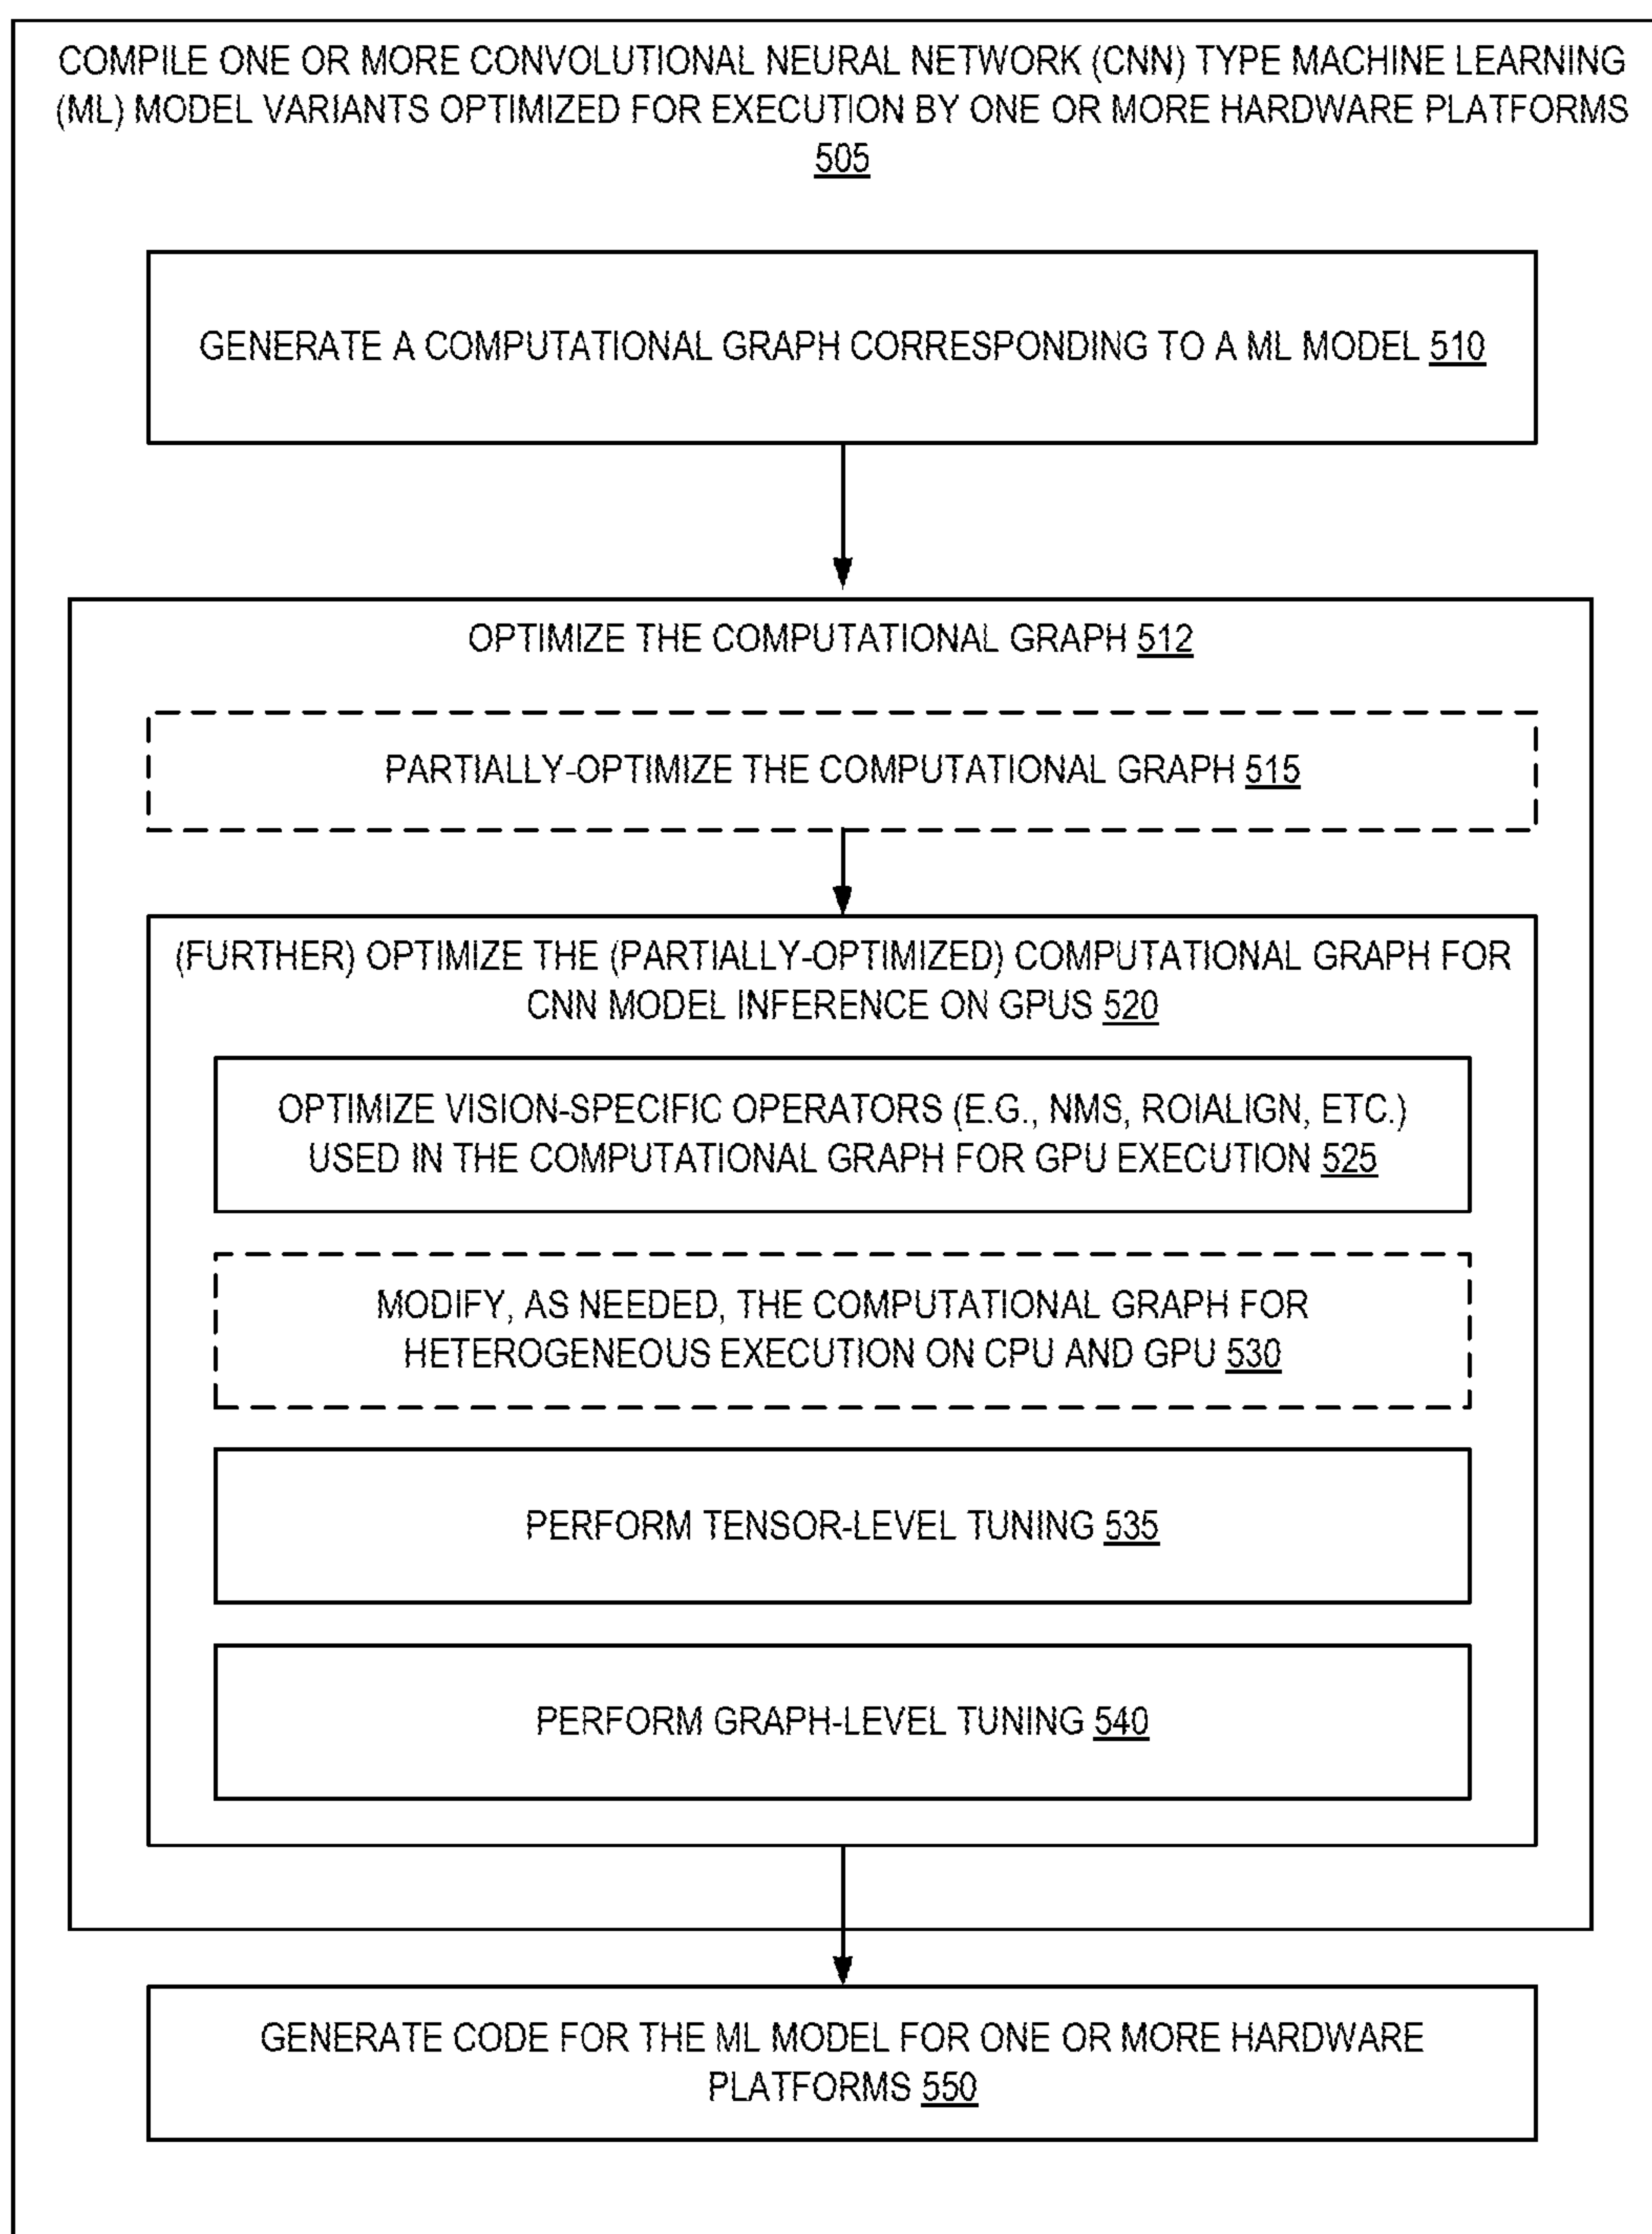 COMPILE ONE OR MORE CONVOLUTIONAL NEURAL NETWORK (CNN) TYPE MACHINE LEARNING
(ML) MODEL VARIANTS OPTIMIZED FOR EXECUTION BY ONE OR MORE HARDWARE PLATFORMS
505
GENERATE A COMPUTATIONAL GRAPH CORRESPONDING TO A ML MODEL 510
OPTIMIZE THE COMPUTATIONAL GRAPH 512
PARTIALLY-OPTIMIZE THE COMPUTATIONAL GRAPH 515
(FURTHER) OPTIMIZE THE (PARTIALLY-OPTIMIZED) COMPUTATIONAL GRAPH FOR
CNN MODEL INFERENCE ON GPUS 520
OPTIMIZE VISION-SPECIFIC OPERATORS (E.G., NMS, ROIALIGN, ETC.)
USED IN THE COMPUTATIONAL GRAPH FOR GPU EXECUTION 525
MODIFY, AS NEEDED, THE COMPUTATIONAL GRAPH FOR
HETEROGENEOUS EXECUTION ON CPU AND GPU 530
PERFORM TENSOR-LEVEL TUNING 535
PERFORM GRAPH-LEVEL TUNING 540
GENERATE CODE FOR THE ML MODEL FOR ONE OR MORE HARDWARE
PLATFORMS 550